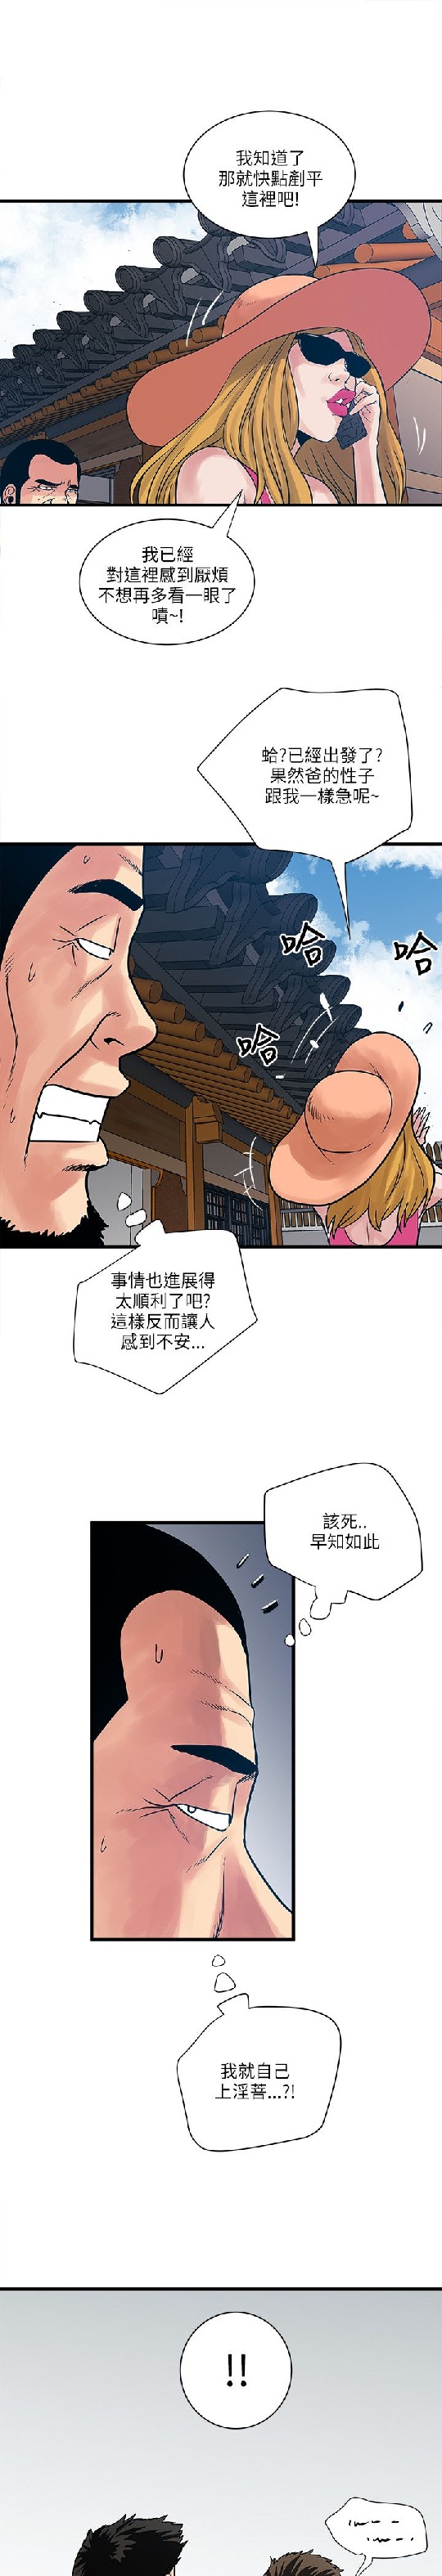 我知道了
那就快點剷平
這裡吧!
我已經
對這裡感到厭煩
不想再多看一眼了
嘖~!
蛤?已經出發了?
果然爸的性子
跟我一樣急呢~
哈
哈
哈
事情也進展得
太順利了吧?
這樣反而讓人
感到不安...
該死..
早知如此
我就自己
上淫菩...?!
!!